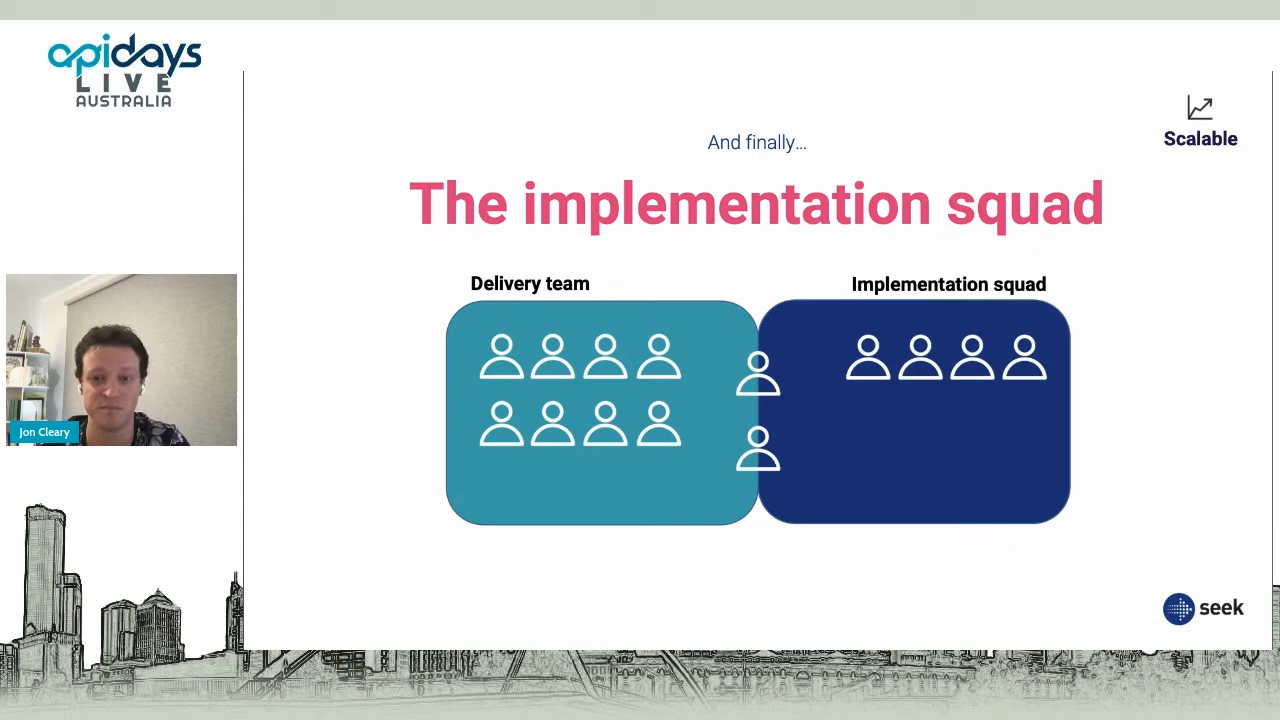 apidays
LIVE
AUSTRALIA
Scalable
And finally...
The implementation squad
Delivery team
Implementation squad
Jon Cleary
seek